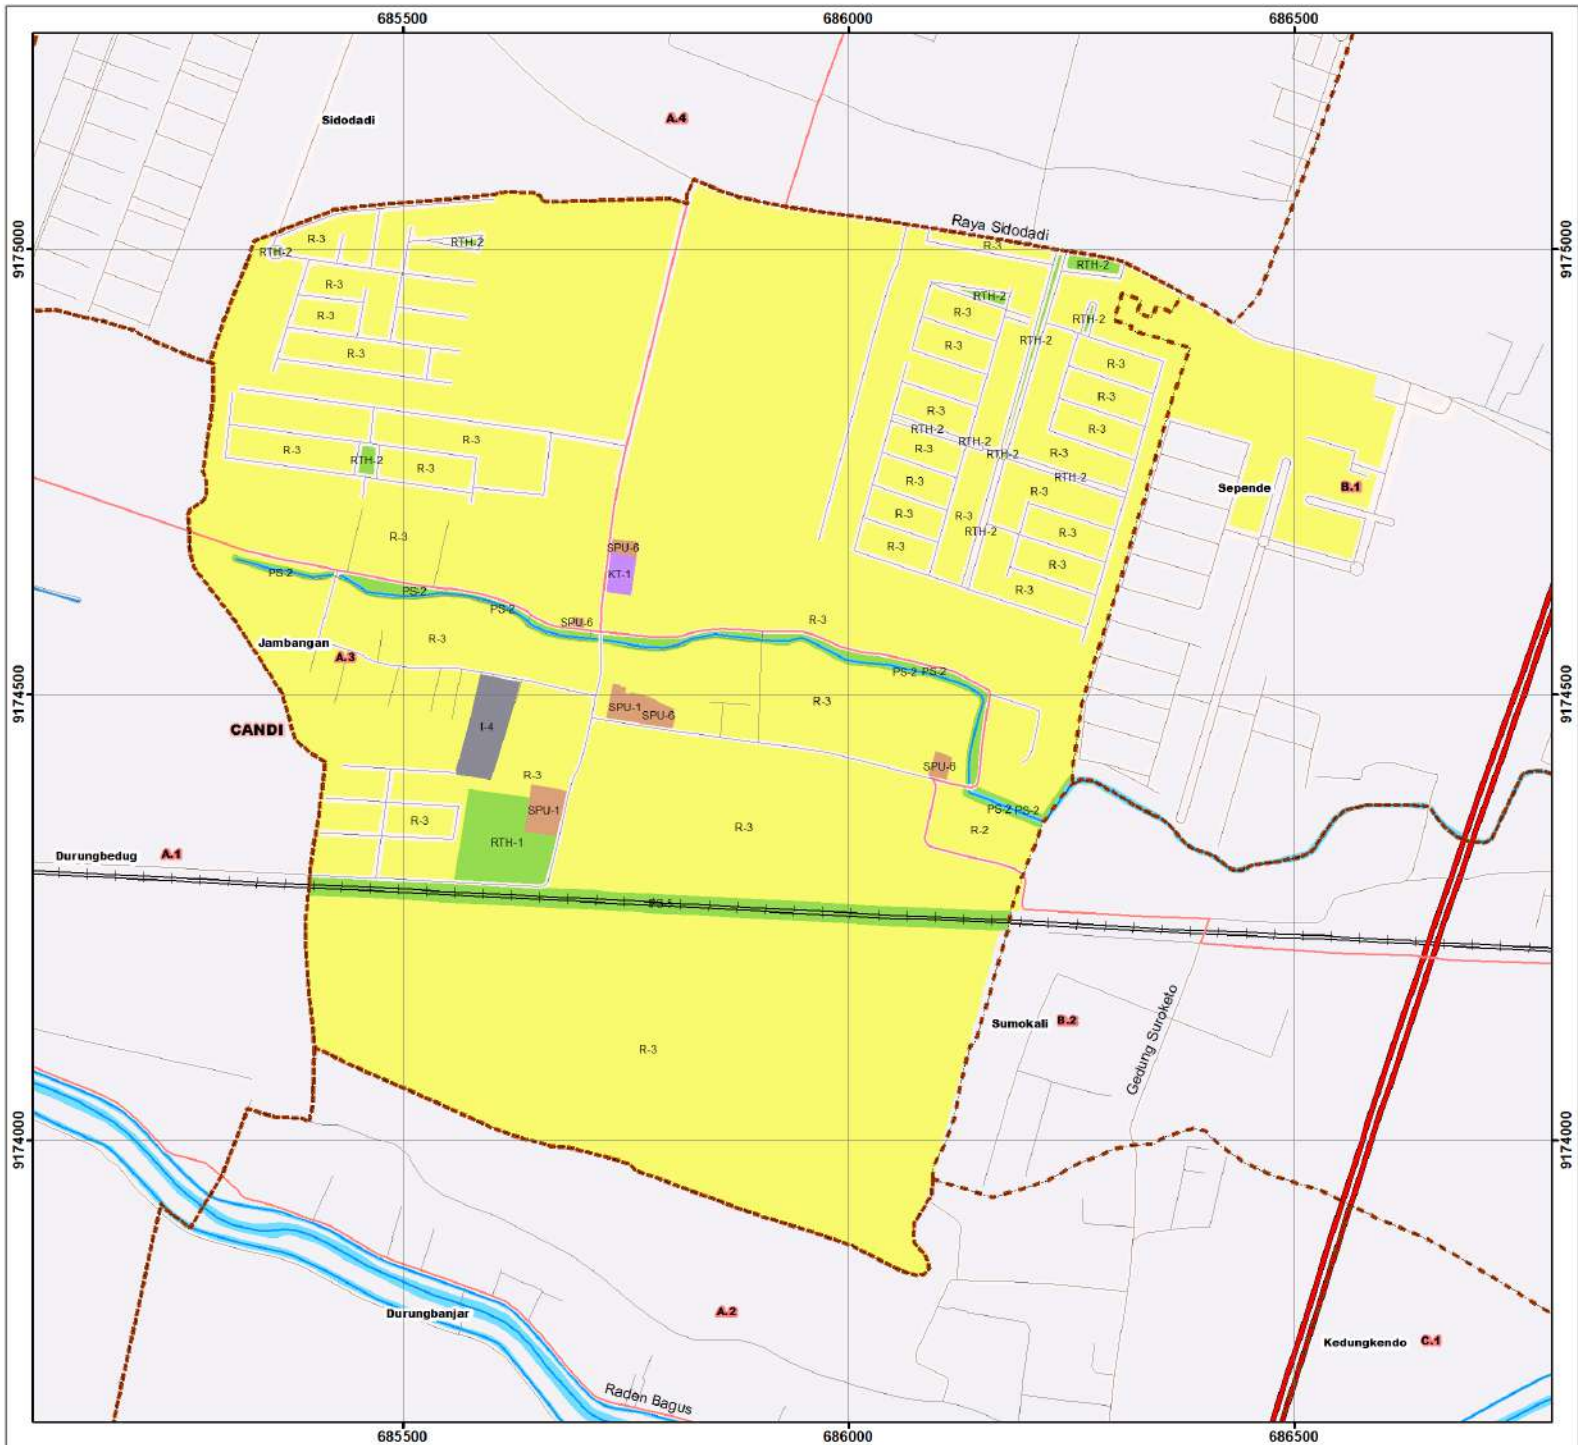 685500
686000
686500
Sidodadi
A.4
9175000
9175000
Raya Sidodadi
R-3
RTH-2
RTH-2
R-3
RTH-2
R-3
RTH-2
R-3
R-3
RTH-2
RTH-2
R-3
R-3
R-3
R-3
R-3
R-3
R-3
RTH-2
R-3
R-3
R-3
RTH-2
R-3
RTH-2
R-3
R-3
RTH-2
R-3
RTH-2
R-3
R-3
Sepende
B.1
R-3
R-3
R-3
RTH-2
R-3
R-3
SPU-6
R-3
KT-1
R-3
PS-2
PS-2
R-3
PS-2
SPU-6
R-3
R-3
Jambangan
A.3
PS-2 PS-2
9174500
9174500
R-3
SPU-1
SPU-6
CANDI
I-4
R-3
SPU-6
SPU-1
PS-2 PS-2
R-3
R-3
R-2
RTH-1
Durungbedug
A.1
PS-5
Sumokali
B.2
Gedung Suroketo
R-3
9174000
9174000
Durungbanjar
A.2
Kedungkendo
C.1
Raden Bagus
685500
686000
686500